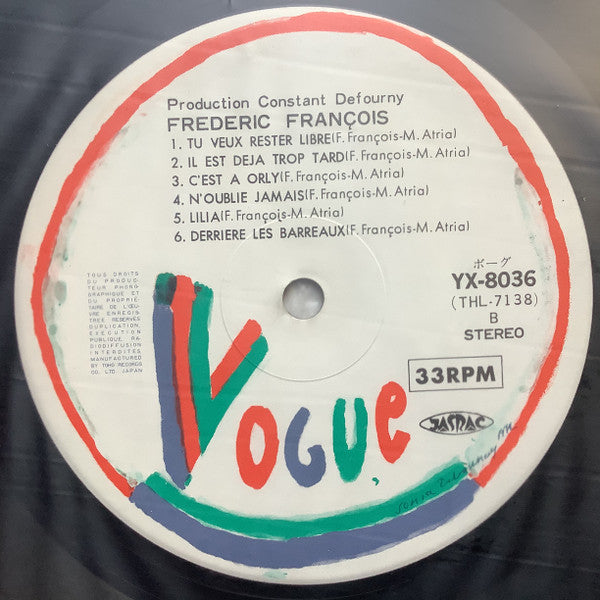 Production Constant Defourny
FREDERIC FRANÇOIS
1. TU VEUX RESTER LIBRE(F. François-M. Atria)
2. IL EST DEJA TROP TARD(F. François-M. Atria)
3. C'EST A ORLY(F. François-M. Atria)
4. N'OUBLIE JAMAIS(F. François-M. Atria)
5. LILIA(F. François-M. Atria)
6. DERRIERE LES BARREAUX(F. François-M. Atria)
ボーグ
YX-8036
(THL-7138)
B
STEREO
TOUS DROITS
DU PRODUC-
TEUR PHONO-
GRAPHIQUE ET
DU PROPRIE-
TAIRE DE L'ŒU-
VRE ENREGIS-
TREE RESERVES
DUPLICATION,
EXECUTION
PUBLIQUE, RA-
DIODIFFUSION
INTERDITES
MANUFACTURED
BY TOHO RECORDS
CO. LTD. JAPAN
33RPM
JASRAC
VOGUE